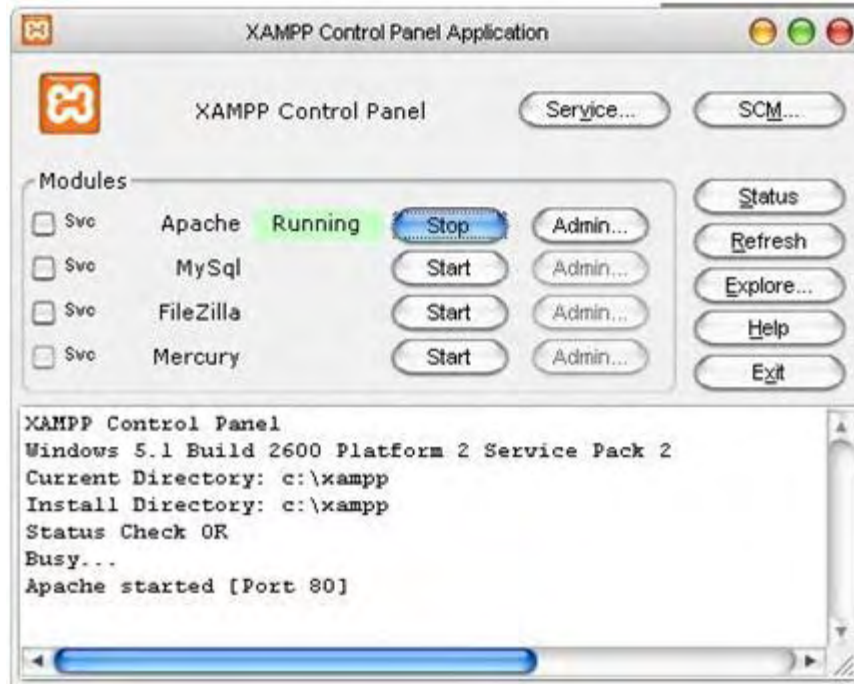 XAMPP Control Panel Application
XAMPP Control Panel Service... SCM...
Modules
Svc Apache Running Stop Admin...
Svc MySql Start Admin...
Svc FileZilla Start Admin...
Svc Mercury Start Admin...
Status
Refresh
Explore...
Help
Exit
XAMPP Control Panel
Windows 5.1 Build 2600 Platform 2 Service Pack 2
Current Directory: c:\xampp
Install Directory: c:\xampp
Status Check OK
Busy...
Apache started [Port 80]